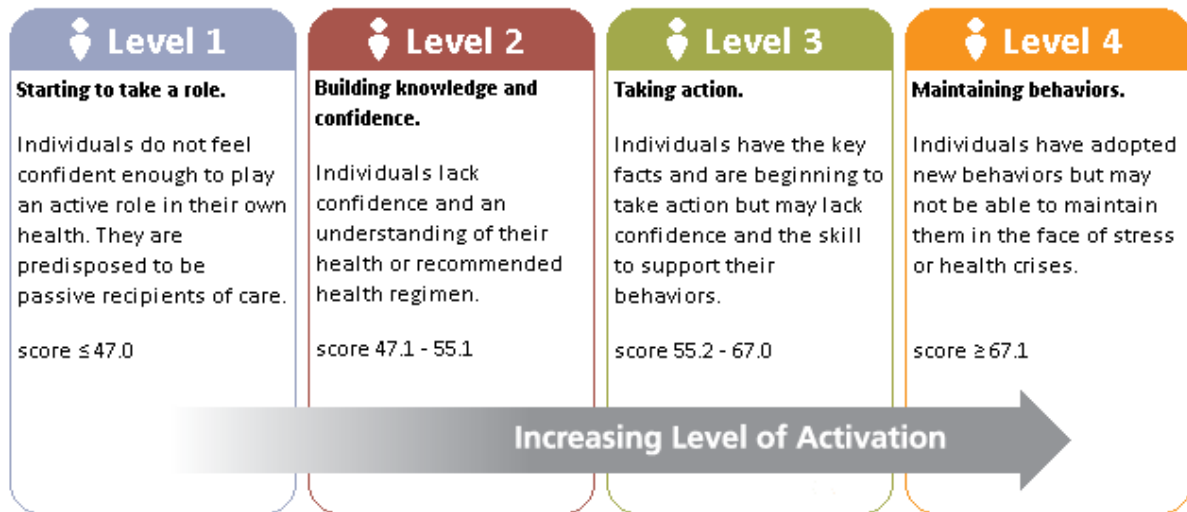 Level 1
Starting to take a role.
Individuals do not feel
confident enough to play
an active role in their own
health. They are
predisposed to be
passive recipients of care.
score ≤47.0
Level 2
Building knowledge and
confidence.
Individuals lack
confidence and an
understanding of their
health or recommended
health regimen.
score 47.1 - 55.1
Level 3
Taking action.
Individuals have the key
facts and are beginning to
take action but may lack
confidence and the skill
to support their
behaviors.
score 55.2 - 67.0
Level 4
Maintaining behaviors.
Individuals have adopted
new behaviors but may
not be able to maintain
them in the face of stress
or health crises.
score ≥67.1
Increasing Level of Activation